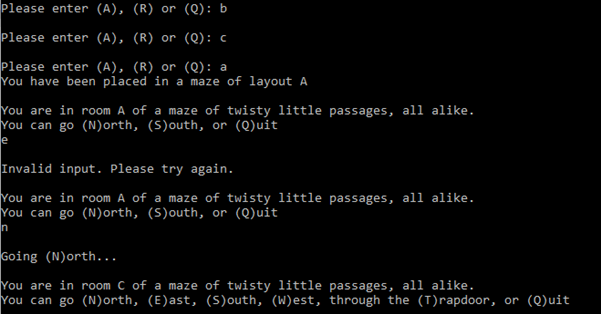 Please enter (A), (R) or (Q): b
Please enter (A), (R) or (Q): c
Please enter (A), (R) or (Q): a
You have been placed in a maze of layout A
You are in room A of a maze of twisty little passages, all alike.
You can go (N)orth, (S)outh, or (Q)uit
e
Invalid input. Please try again.
You are in room A of a maze of twisty little passages, all alike.
You can go (N)orth, (S)outh, or (Q)uit
n
Going (N)orth...
You are in room C of a maze of twisty little passages, all alike.
You can go (N)orth, (E)ast, (S)outh, (W)est, through the (T)rapdoor, or (Q)uit